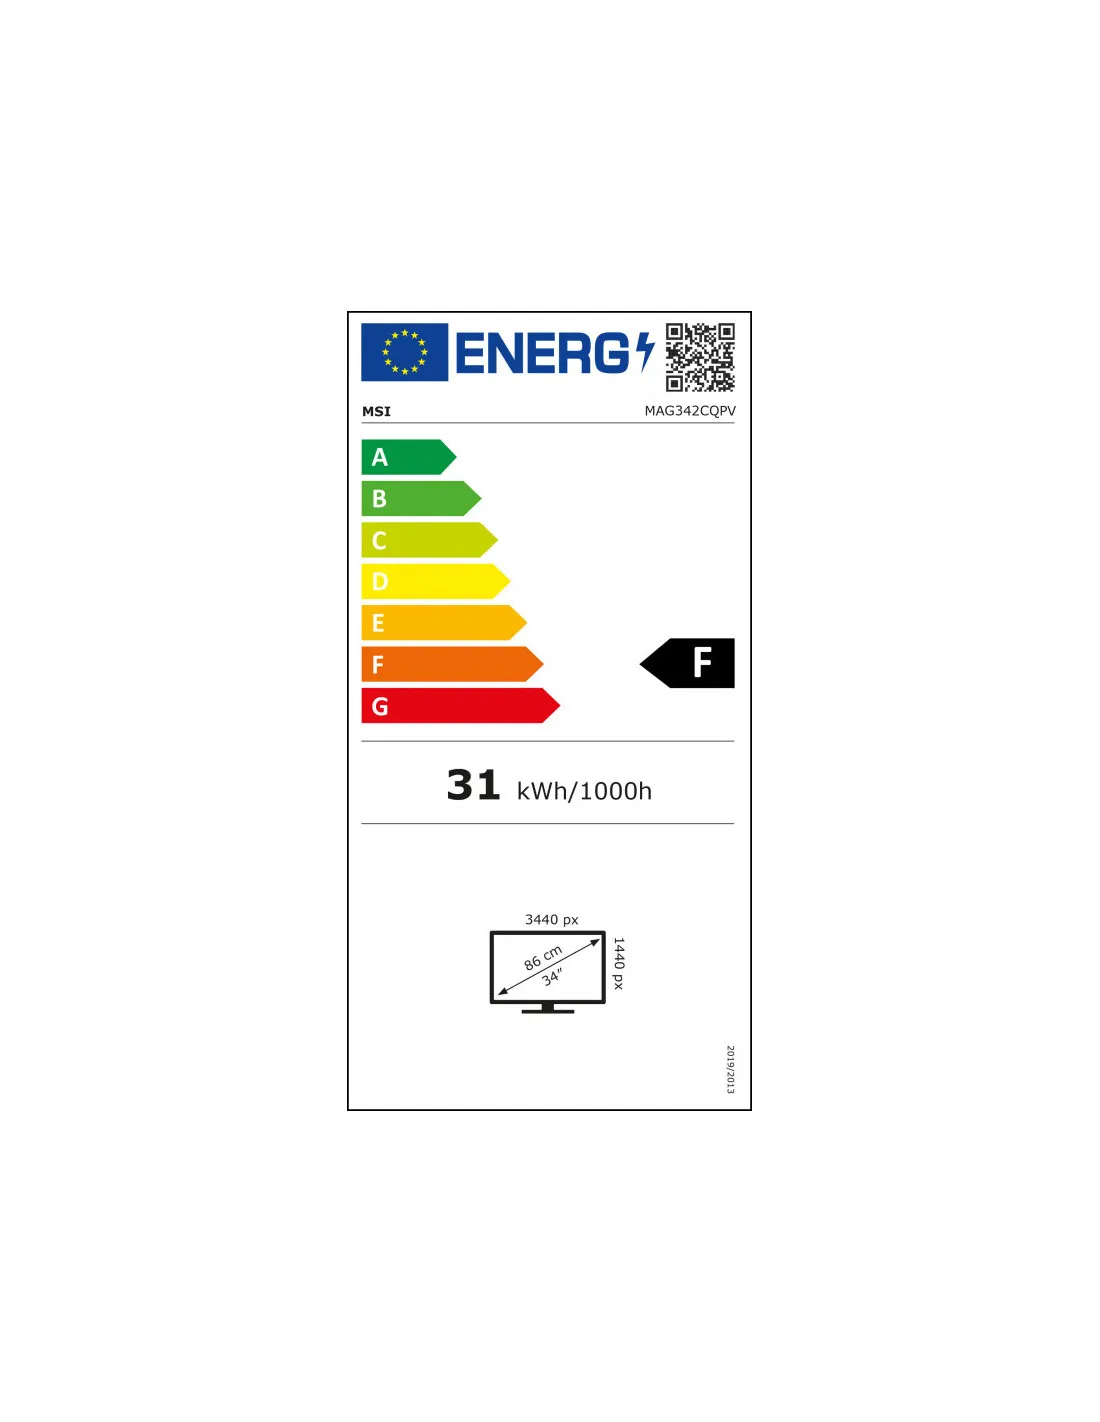 ENERG
MSI MAG342CQPV
A
B
C
D
E
F
F
G
31 kWh/1000h
3440 px
86 cm
34"
1440 px
2019/2013